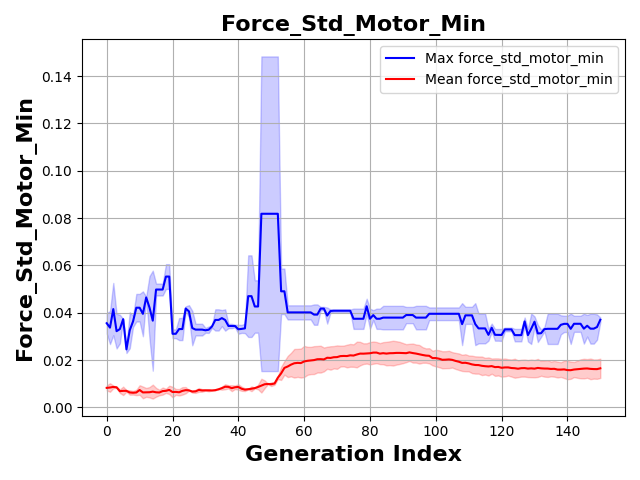 Force_Std_Motor_Min
Max force_std_motor_min
Mean force_std_motor_min
Force_Std_Motor_Min
0.14
0.12
0.10
0.08
0.06
0.04
0.02
0.00
0 20 40 60 80 100 120 140
Generation Index